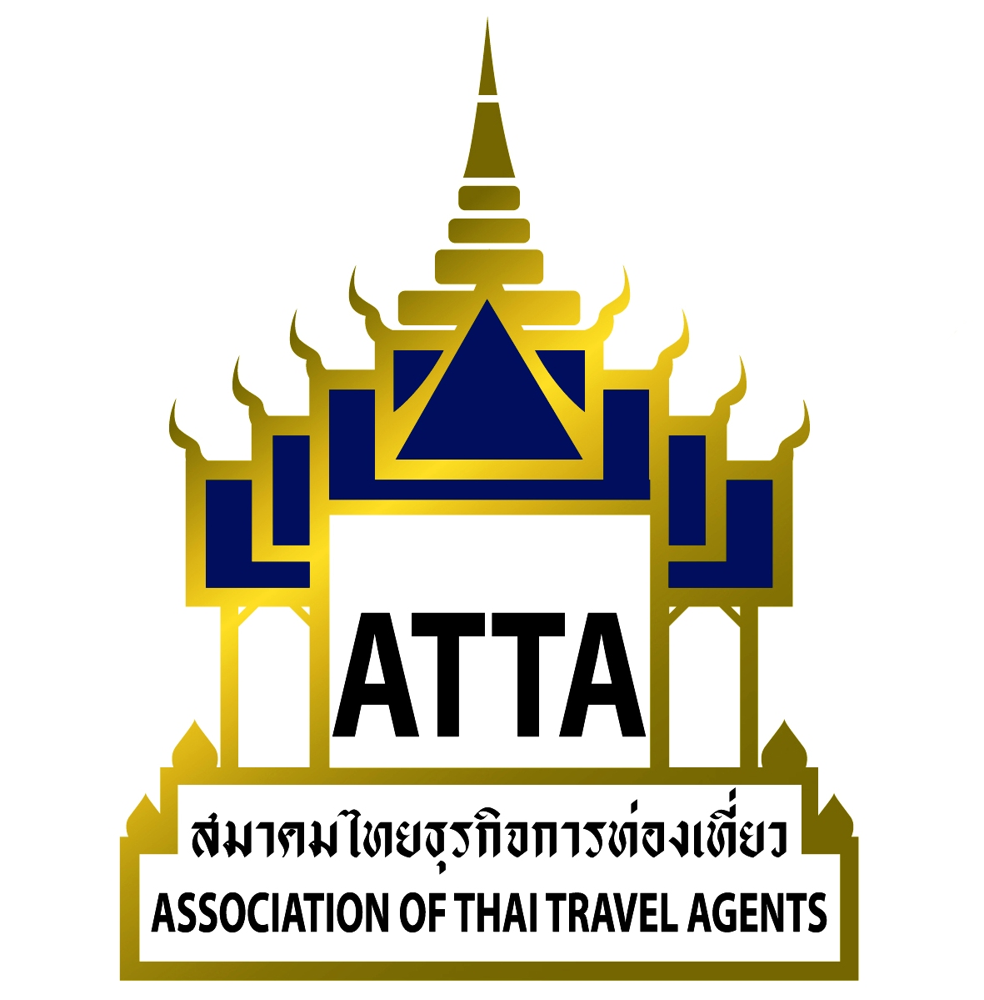 ATTA
สมาคมไทยธุรกิจการท่องเที่ยว
ASSOCIATION OF THAI TRAVEL AGENTS